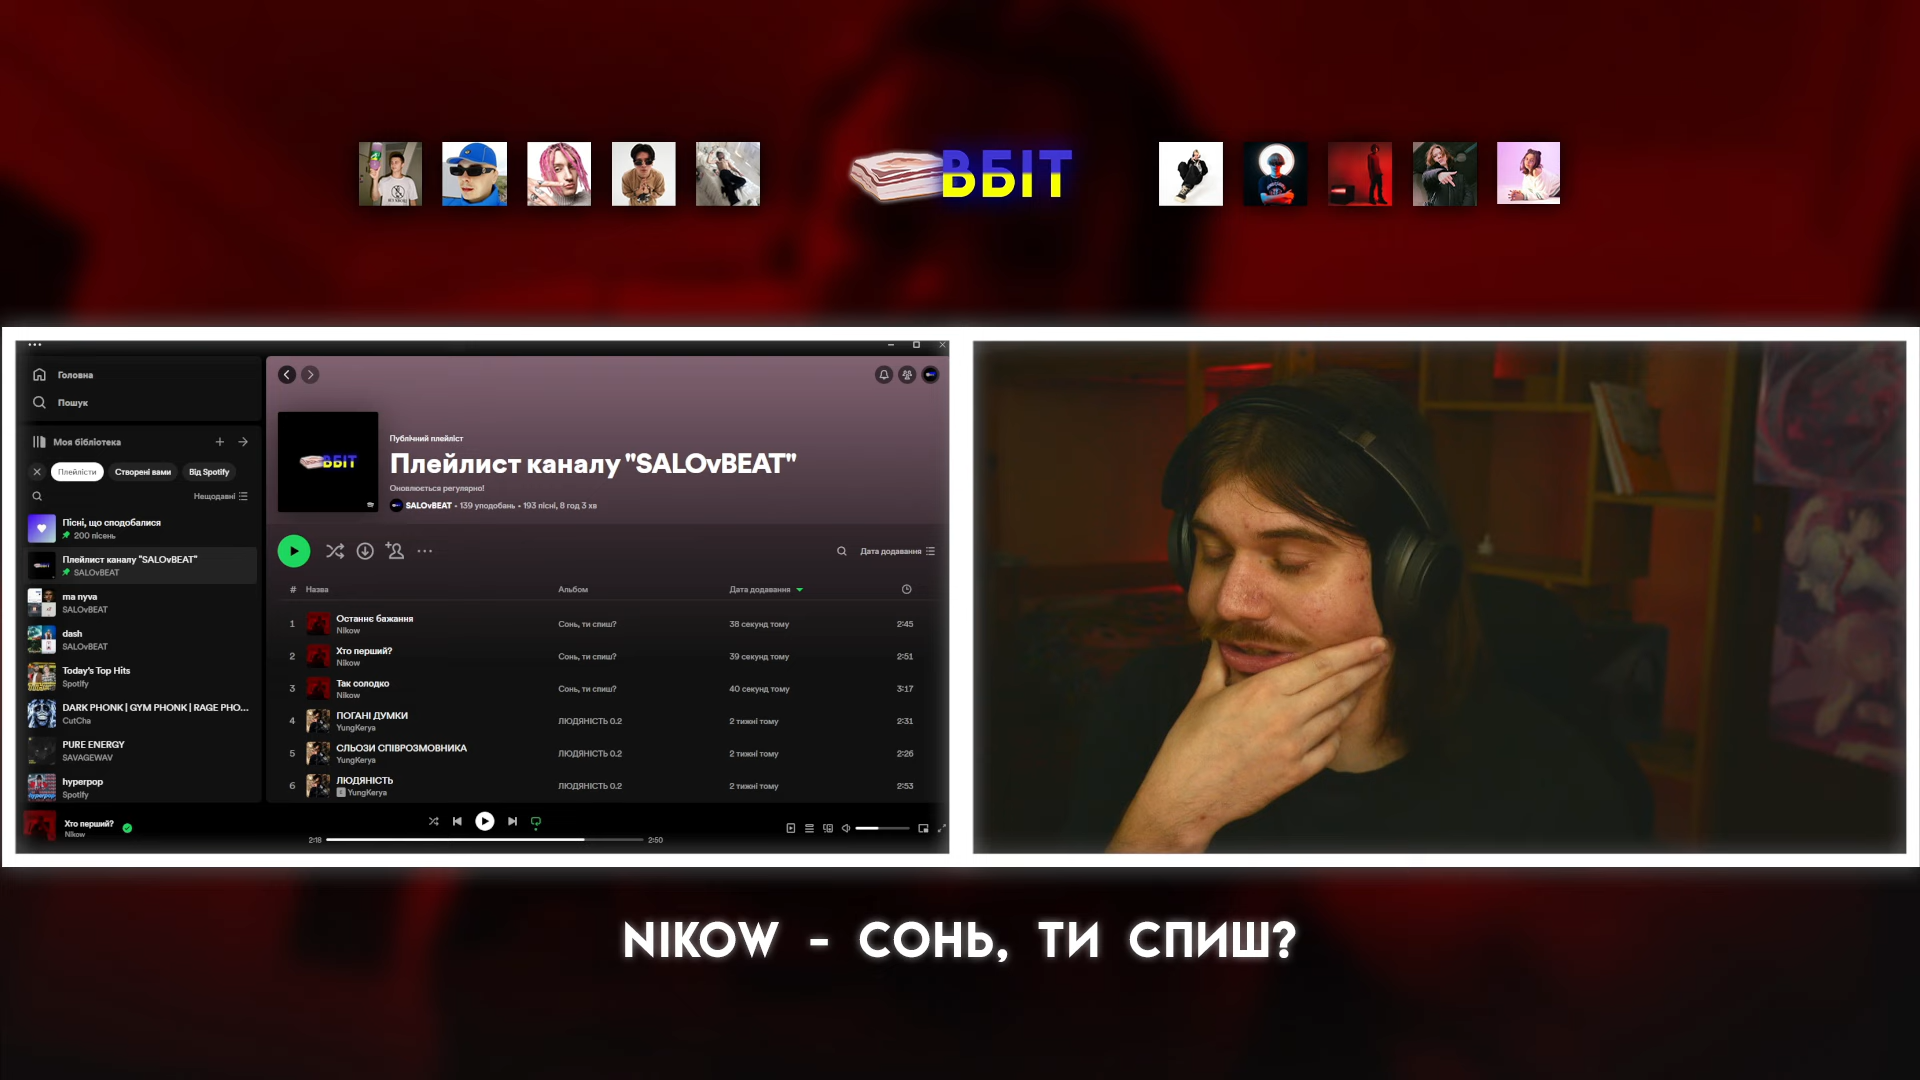 ВБІТ
Головна
Пошук
Моя бібліотека
Плейлісти
Створені вами
Від Spotify
Нещодавні
Пісні, що сподобалися
200 пісень
Плейлист каналу "SALOvBEAT"
SALOvBEAT
ma nyva
SALOvBEAT
dash
SALOvBEAT
Today's Top Hits
Spotify
DARK PHONK | GYM PHONK | RAGE PHO...
CutCha
PURE ENERGY
SAVAGEWAV
hyperpop
Spotify
ВБІТ
Публічний плейліст
Плейлист каналу "SALOvBEAT"
Оновлюється регулярно!
SALOvBEAT • 139 уподобань • 193 пісні, 8 год 3 хв
Дата додавання
# Назва Альбом Дата додавання
1 Останнє бажання Сонь, ти спиш? 38 секунд тому 2:45
Nikow
2 Хто перший? Сонь, ти спиш? 39 секунд тому 2:51
Nikow
3 Так солодко Сонь, ти спиш? 40 секунд тому 3:17
Nikow
4 ПОГАНІ ДУМКИ ЛЮДЯНІСТЬ 0.2 2 тижні тому 2:31
YungKerya
5 СЛЬОЗИ СПІВРОЗМОВНИКА ЛЮДЯНІСТЬ 0.2 2 тижні тому 2:26
YungKerya
6 ЛЮДЯНІСТЬ ЛЮДЯНІСТЬ 0.2 2 тижні тому 2:53
E YungKerya
Хто перший?
Nikow
2:18 2:50
NIKOW - СОНЬ, ТИ СПИШ?